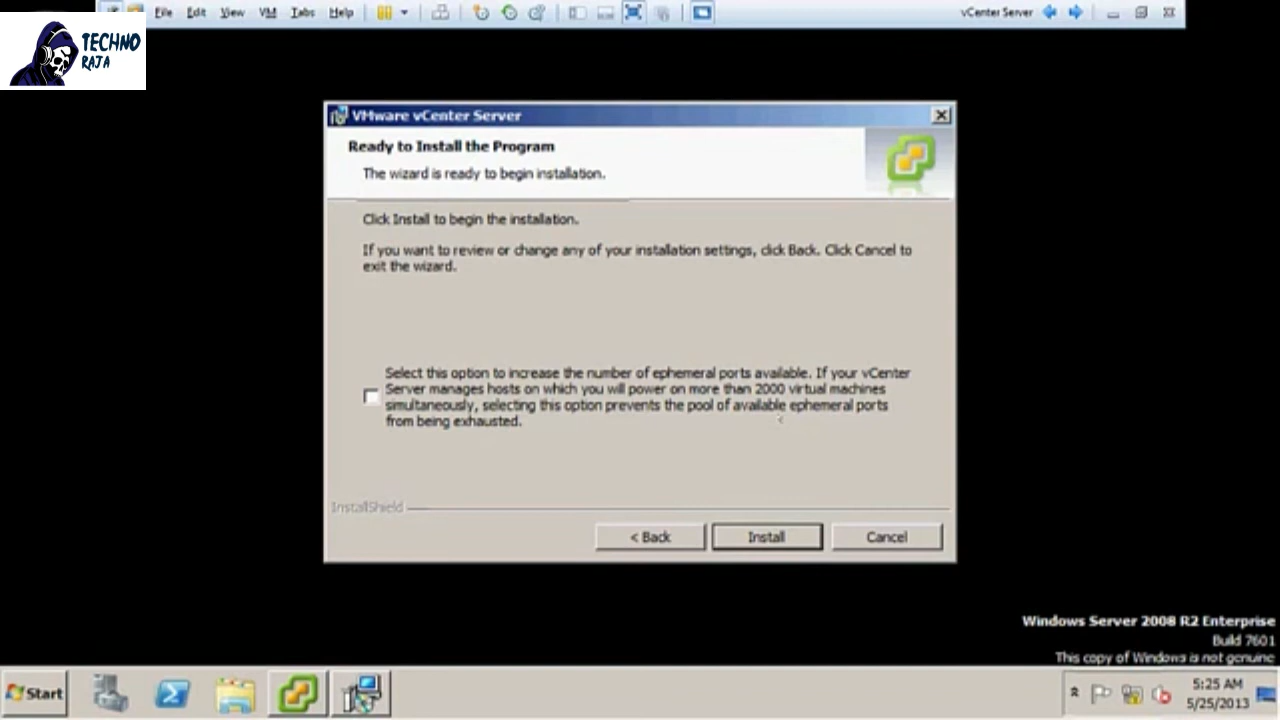 File Edit View VM Tabs Help
vCenter Server
TECHNO
RAJA
VMware vCenter Server
Ready to Install the Program
The wizard is ready to begin installation.
Click Install to begin the installation.
If you want to review or change any of your installation settings, click Back. Click Cancel to
exit the wizard.
Select this option to increase the number of ephemeral ports available. If your vCenter
Server manages hosts on which you will power on more than 2000 virtual machines
simultaneously, selecting this option prevents the pool of available ephemeral ports
from being exhausted.
InstallShield
< Back Install Cancel
Windows Server 2008 R2 Enterprise
Build 7601
This copy of Windows is not genuine
Start
5:25 AM
5/25/2013